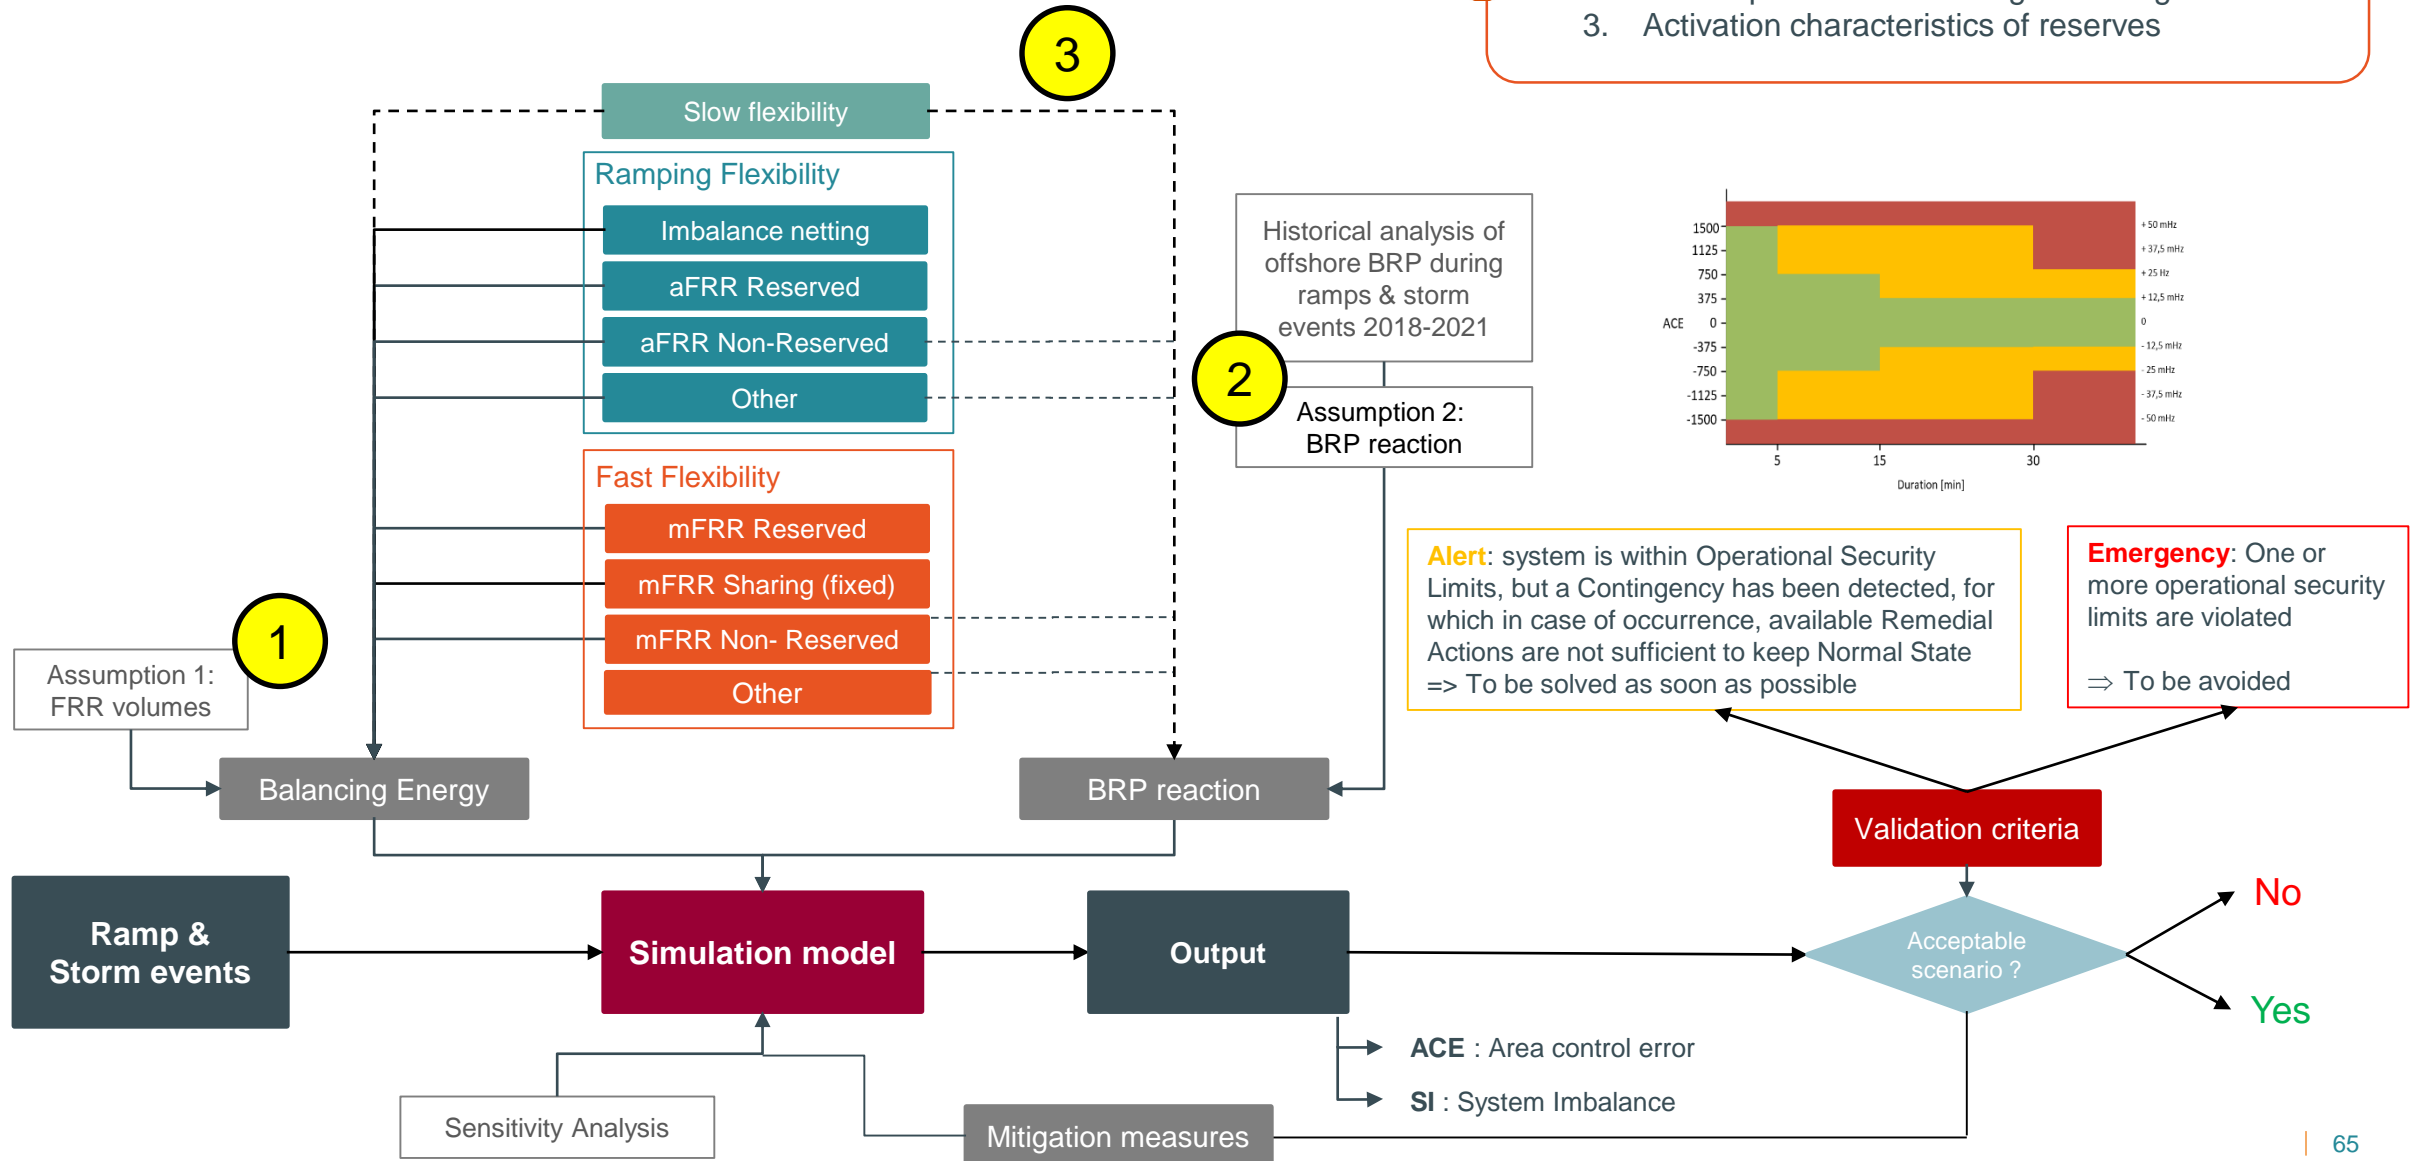 3. Activation characteristics of reserves
3
Slow flexibility
Ramping Flexibility
Imbalance netting
aFRR Reserved
aFRR Non-Reserved
Other
Fast Flexibility
mFRR Reserved
mFRR Sharing (fixed)
mFRR Non- Reserved
Other
1
Assumption 1:
FRR volumes
Balancing Energy
Historical analysis of
offshore BRP during
ramps & storm
events 2018-2021
2
Assumption 2:
BRP reaction
BRP reaction
1500
1125
750
375
ACE 0
-375
-750
-1125
-1500
+ 50 mHz
+ 37,5 mHz
+ 25 Hz
+ 12,5 mHz
0
- 12,5 mHz
- 25 mHz
- 37,5 mHz
- 50 mHz
5 15 30
Duration [min]
Alert: system is within Operational Security
Limits, but a Contingency has been detected, for
which in case of occurrence, available Remedial
Actions are not sufficient to keep Normal State
=> To be solved as soon as possible
Emergency: One or
more operational security
limits are violated
⇒ To be avoided
Validation criteria
Ramp &
Storm events
Simulation model
Output
Acceptable
scenario ?
No
Yes
ACE : Area control error
SI : System Imbalance
Sensitivity Analysis
Mitigation measures
65